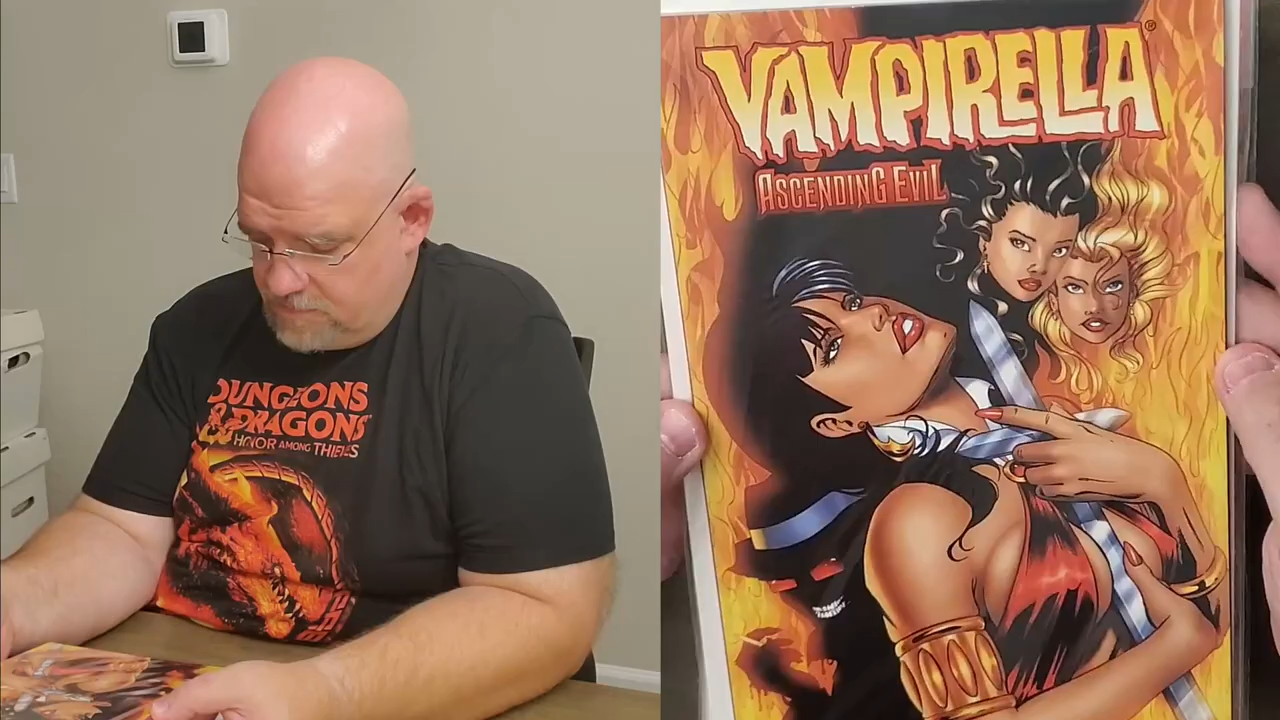 DUNGEONS
& DRAGONS
HONOR AMONG THIEVES
VAMPIRELLA®
ASCENDING EVIL